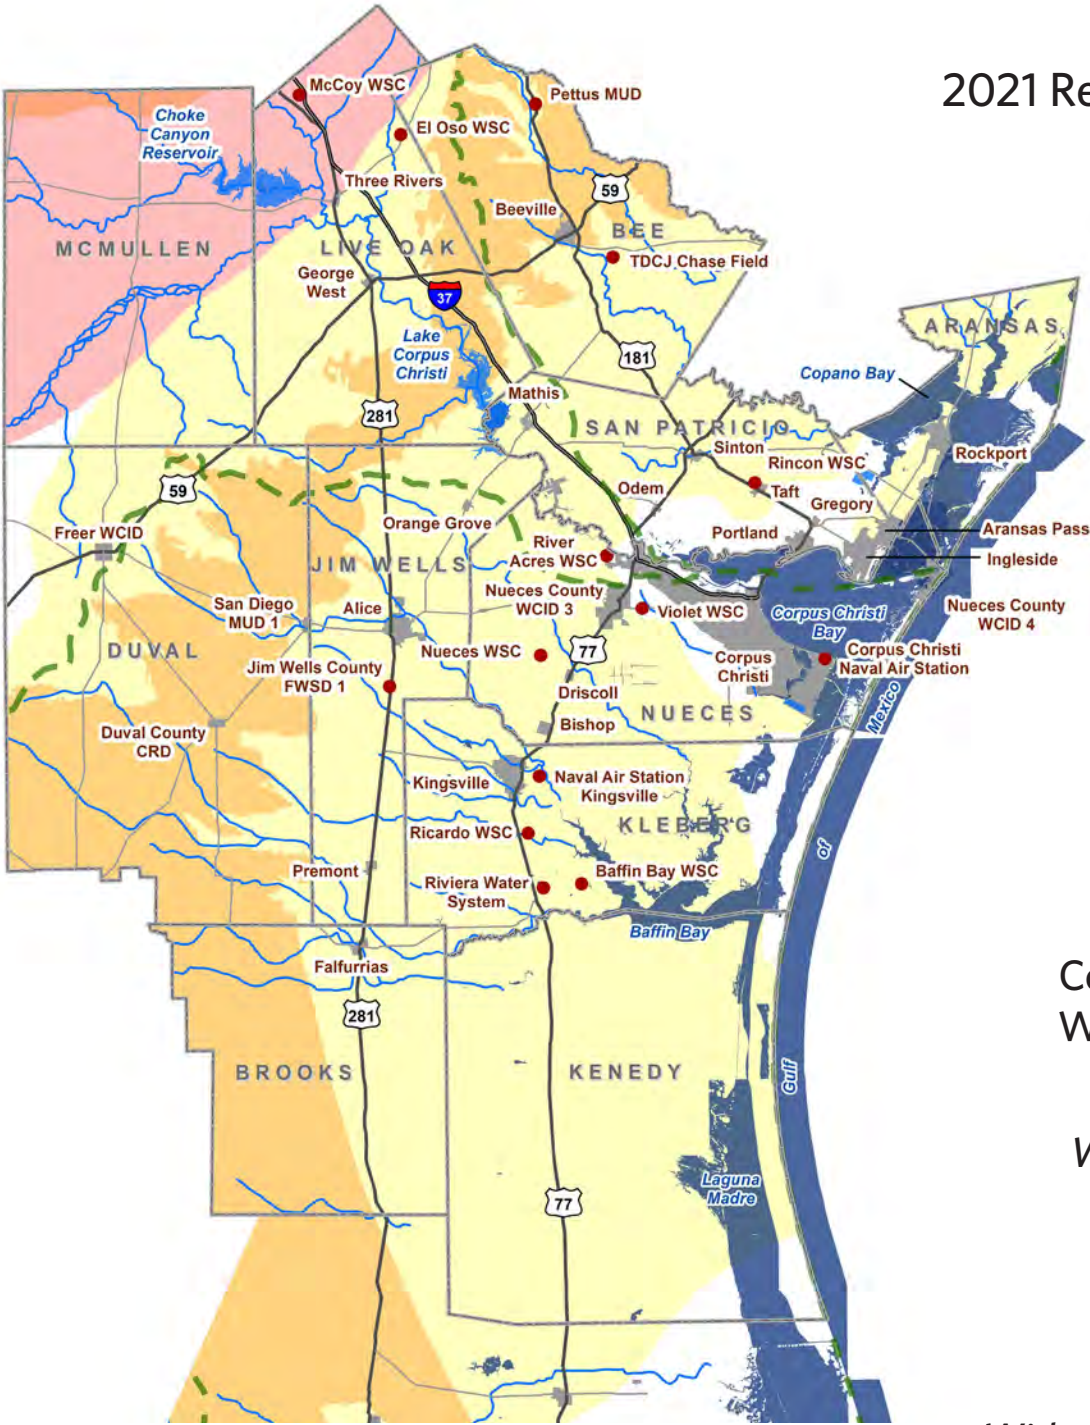 2021 Re
McCoy WSC
Pettus MUD
Choke
Canyon
Reservoir
El Oso WSC
Three Rivers
59
Beeville
BEE
MCMULLEN
LIVE OAK
TDCJ Chase Field
George
West
37
ARANSAS
Lake
Corpus
Christi
181
Copano Bay
Mathis
281
SAN PATRICIO
Sinton
Rincon WSC
Rockport
59
Odem
Taft
Gregory
Orange Grove
Freer WCID
Portland
Aransas Pass
River
Acres WSC
Ingleside
JIM WELLS
Nueces County
WCID 3
San Diego
MUD 1
Alice
Violet WSC
Corpus Christi
Bay
Nueces County
WCID 4
DUVAL
Nueces WSC
77
Corpus
Christi
Corpus Christi
Naval Air Station
Jim Wells County
FWSD 1
Driscoll
NUECES
Mexico
Bishop
Duval County
CRD
Kingsville
Naval Air Station
Kingsville
KLEBERG
Ricardo WSC
of
Premont
Riviera Water
System
Baffin Bay WSC
Baffin Bay
Falfurrias
281
Co
W
BROOKS
KENEDY
Gulf
W
Laguna
Madre
77